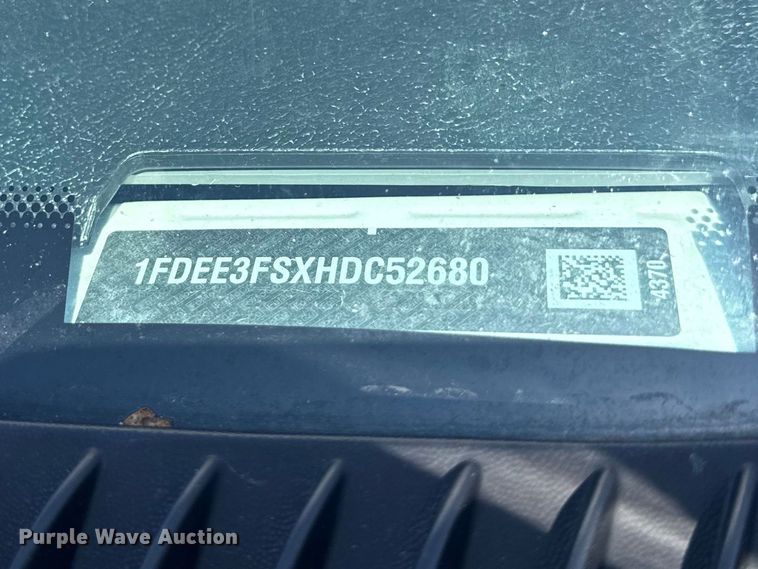 1FDEE3FSXHDC52680
4370
Purple Wave Auction